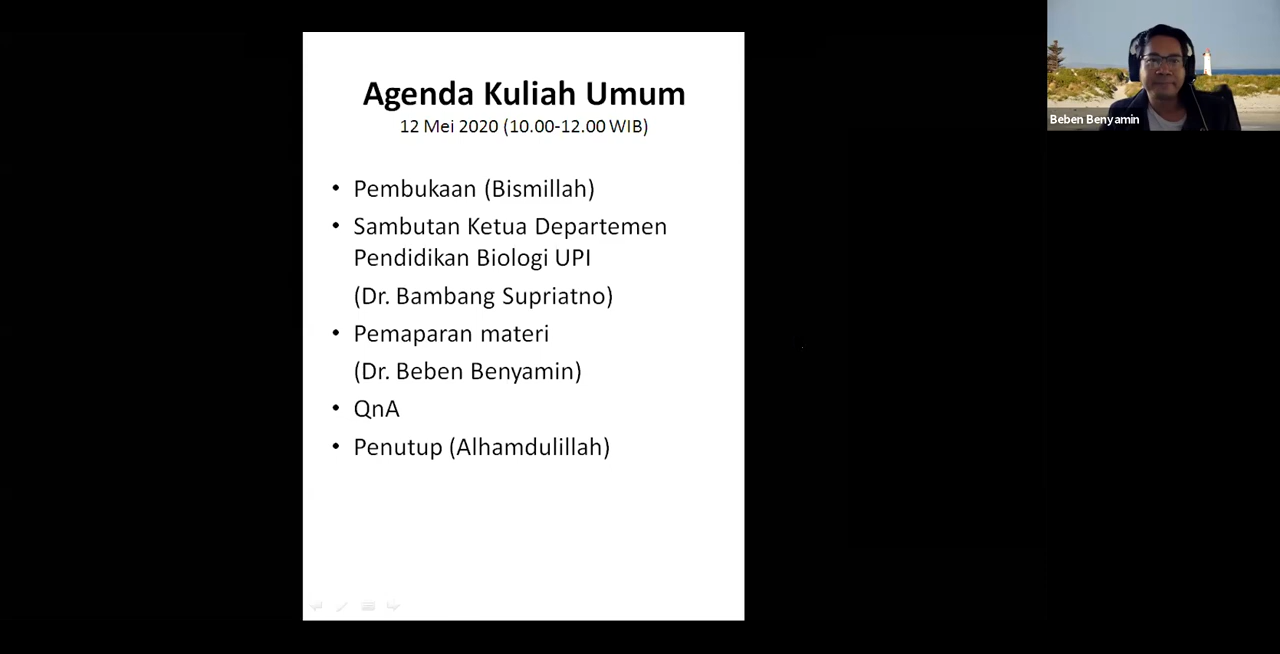 Agenda Kuliah Umum
12 Mei 2020 (10.00-12.00 WIB)
• Pembukaan (Bismillah)
• Sambutan Ketua Departemen
Pendidikan Biologi UPI
(Dr. Bambang Supriatno)
• Pemaparan materi
(Dr. Beben Benyamin)
• QnA
• Penutup (Alhamdulillah)
Beben Benyamin